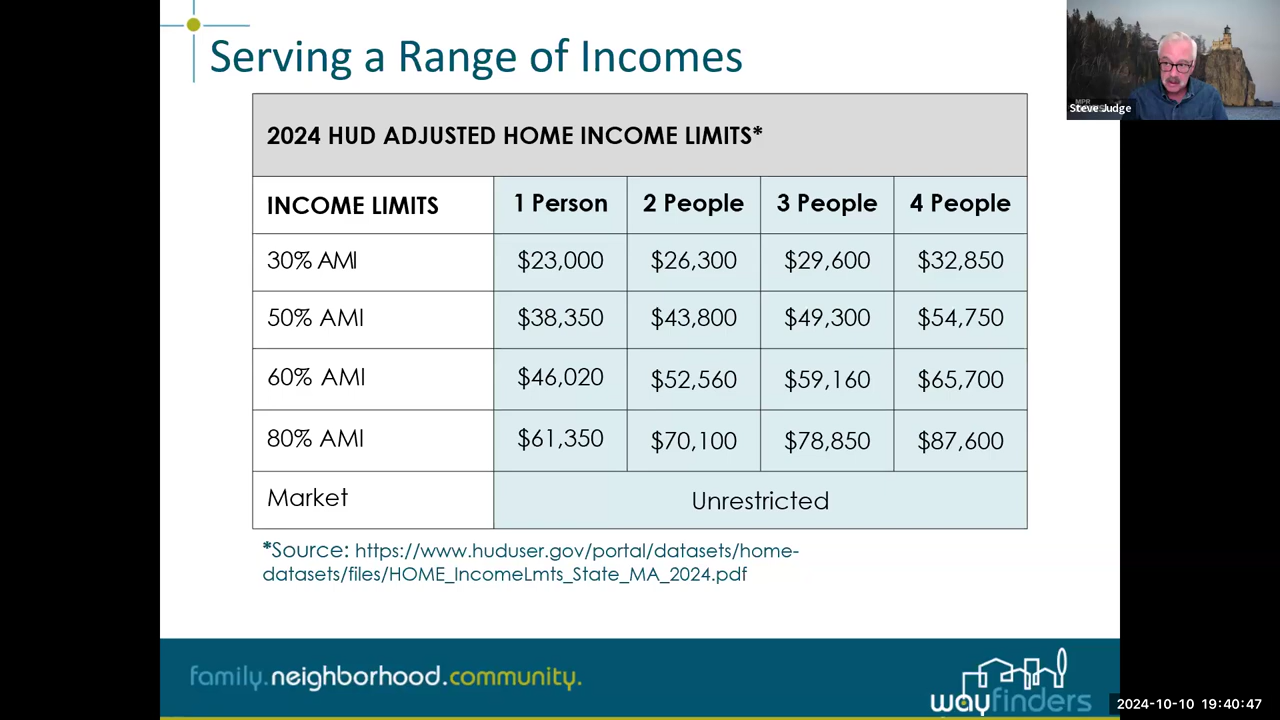 Serving a Range of Incomes
2024 HUD ADJUSTED HOME INCOME LIMITS*
INCOME LIMITS 1 Person 2 People 3 People 4 People
30% AMI $23,000 $26,300 $29,600 $32,850
50% AMI $38,350 $43,800 $49,300 $54,750
60% AMI $46,020 $52,560 $59,160 $65,700
80% AMI $61,350 $70,100 $78,850 $87,600
Market Unrestricted
*Source: https://www.huduser.gov/portal/datasets/home-
datasets/files/HOME_IncomeLmts_State_MA_2024.pdf
family.neighborhood.community.
wayfinders
MPR
Steve Judge
2024-10-10 19:40:47